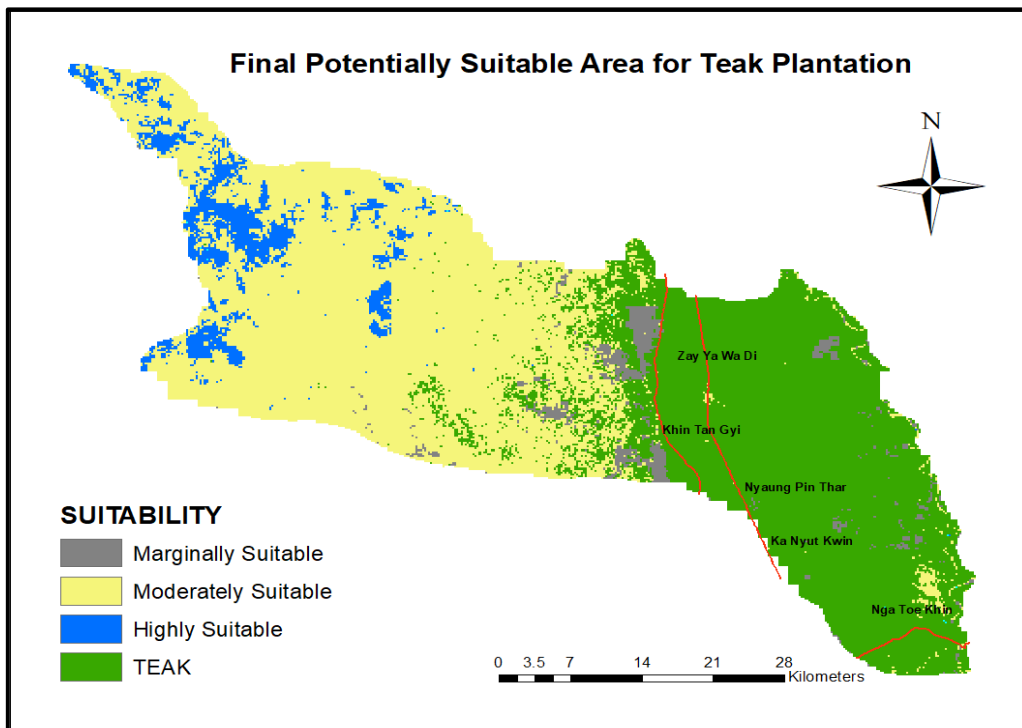 Final Potentially Suitable Area for Teak Plantation
N
Zay Ya Wa Di
Khin Tan Gyi
Nyaung Pin Thar
Ka Nyut Kwin
Nga Toe Khin
SUITABILITY
Marginally Suitable
Moderately Suitable
Highly Suitable
TEAK
0 3.5 7 14 21 28
Kilometers